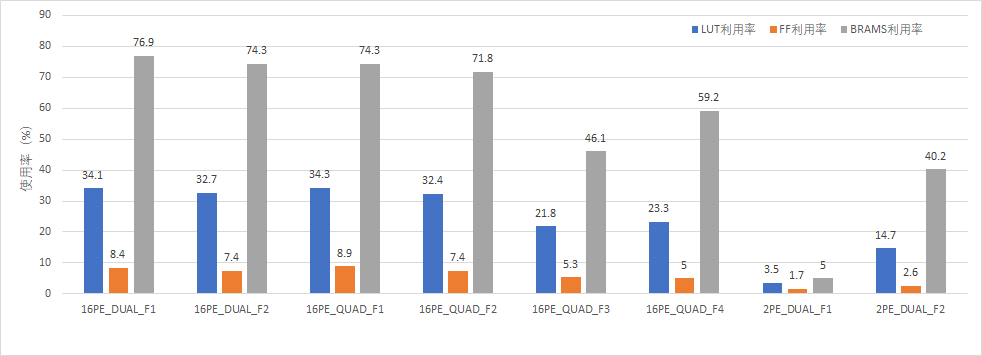 LUT利用率 FF利用率 BRAMS利用率
使用率 (%)
90
80
70
60
50
40
30
20
10
0
34.1 8.4 76.9
32.7 7.4 74.3
34.3 8.9 74.3
32.4 7.4 71.8
21.8 5.3 46.1
23.3 5 59.2
3.5 1.7 5
14.7 2.6 40.2
16PE_DUAL_F1 16PE_DUAL_F2 16PE_QUAD_F1 16PE_QUAD_F2 16PE_QUAD_F3 16PE_QUAD_F4 2PE_DUAL_F1 2PE_DUAL_F2